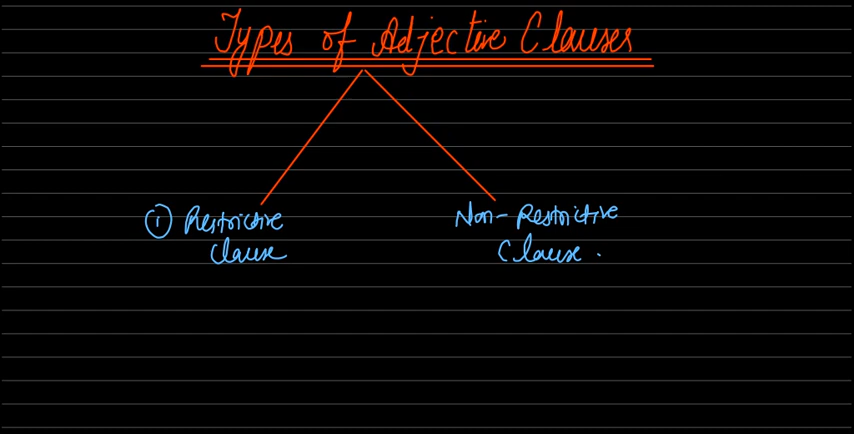 Types of Adjective Clauses
① Restrictive
Clause
Non-Restrictive
Clause.